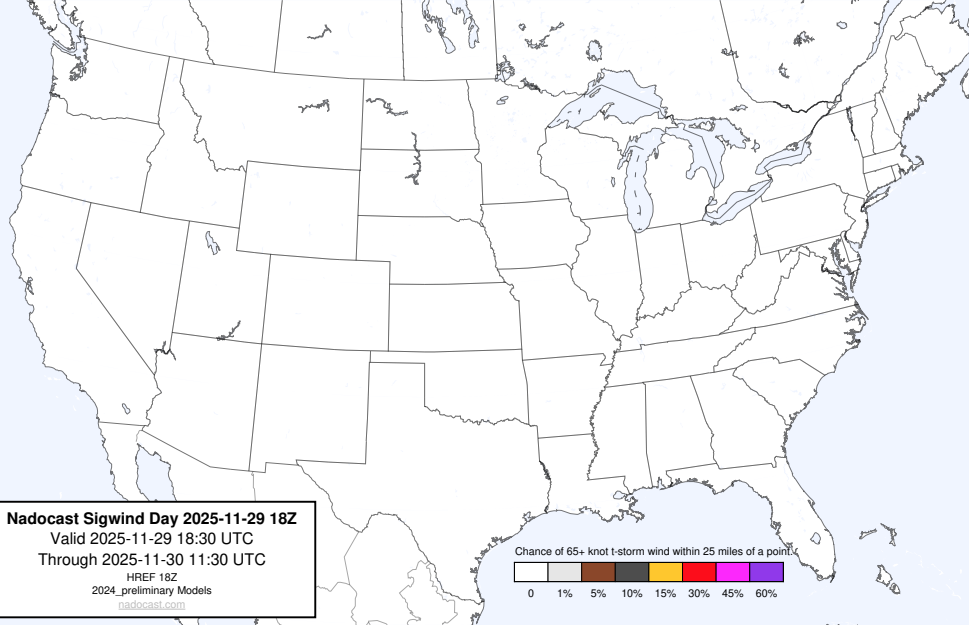 Nadocast Sigwind Day 2025-11-29 18Z
Valid 2025-11-29 18:30 UTC
Through 2025-11-30 11:30 UTC
HREF 18Z
2024_preliminary Models
nadocast.com
Chance of 65+ knot t-storm wind within 25 miles of a point.
0 1% 5% 10% 15% 30% 45% 60%